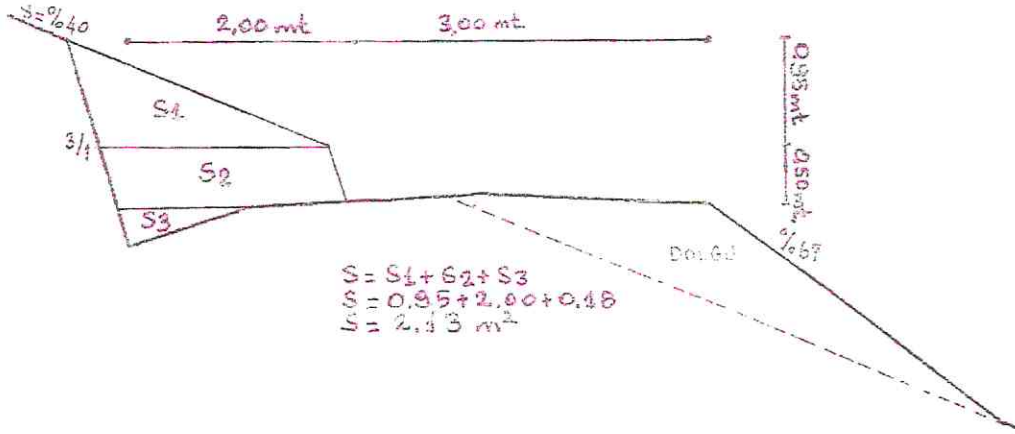 S=%40
2,00 mt
3,00 mt
0,95 mt
S1
3/1
S2
0,50 mt
S3
%67
DOLGU
S= S1+S2+S3
S= 0,95+2,00+0,18
S= 2,13 m²